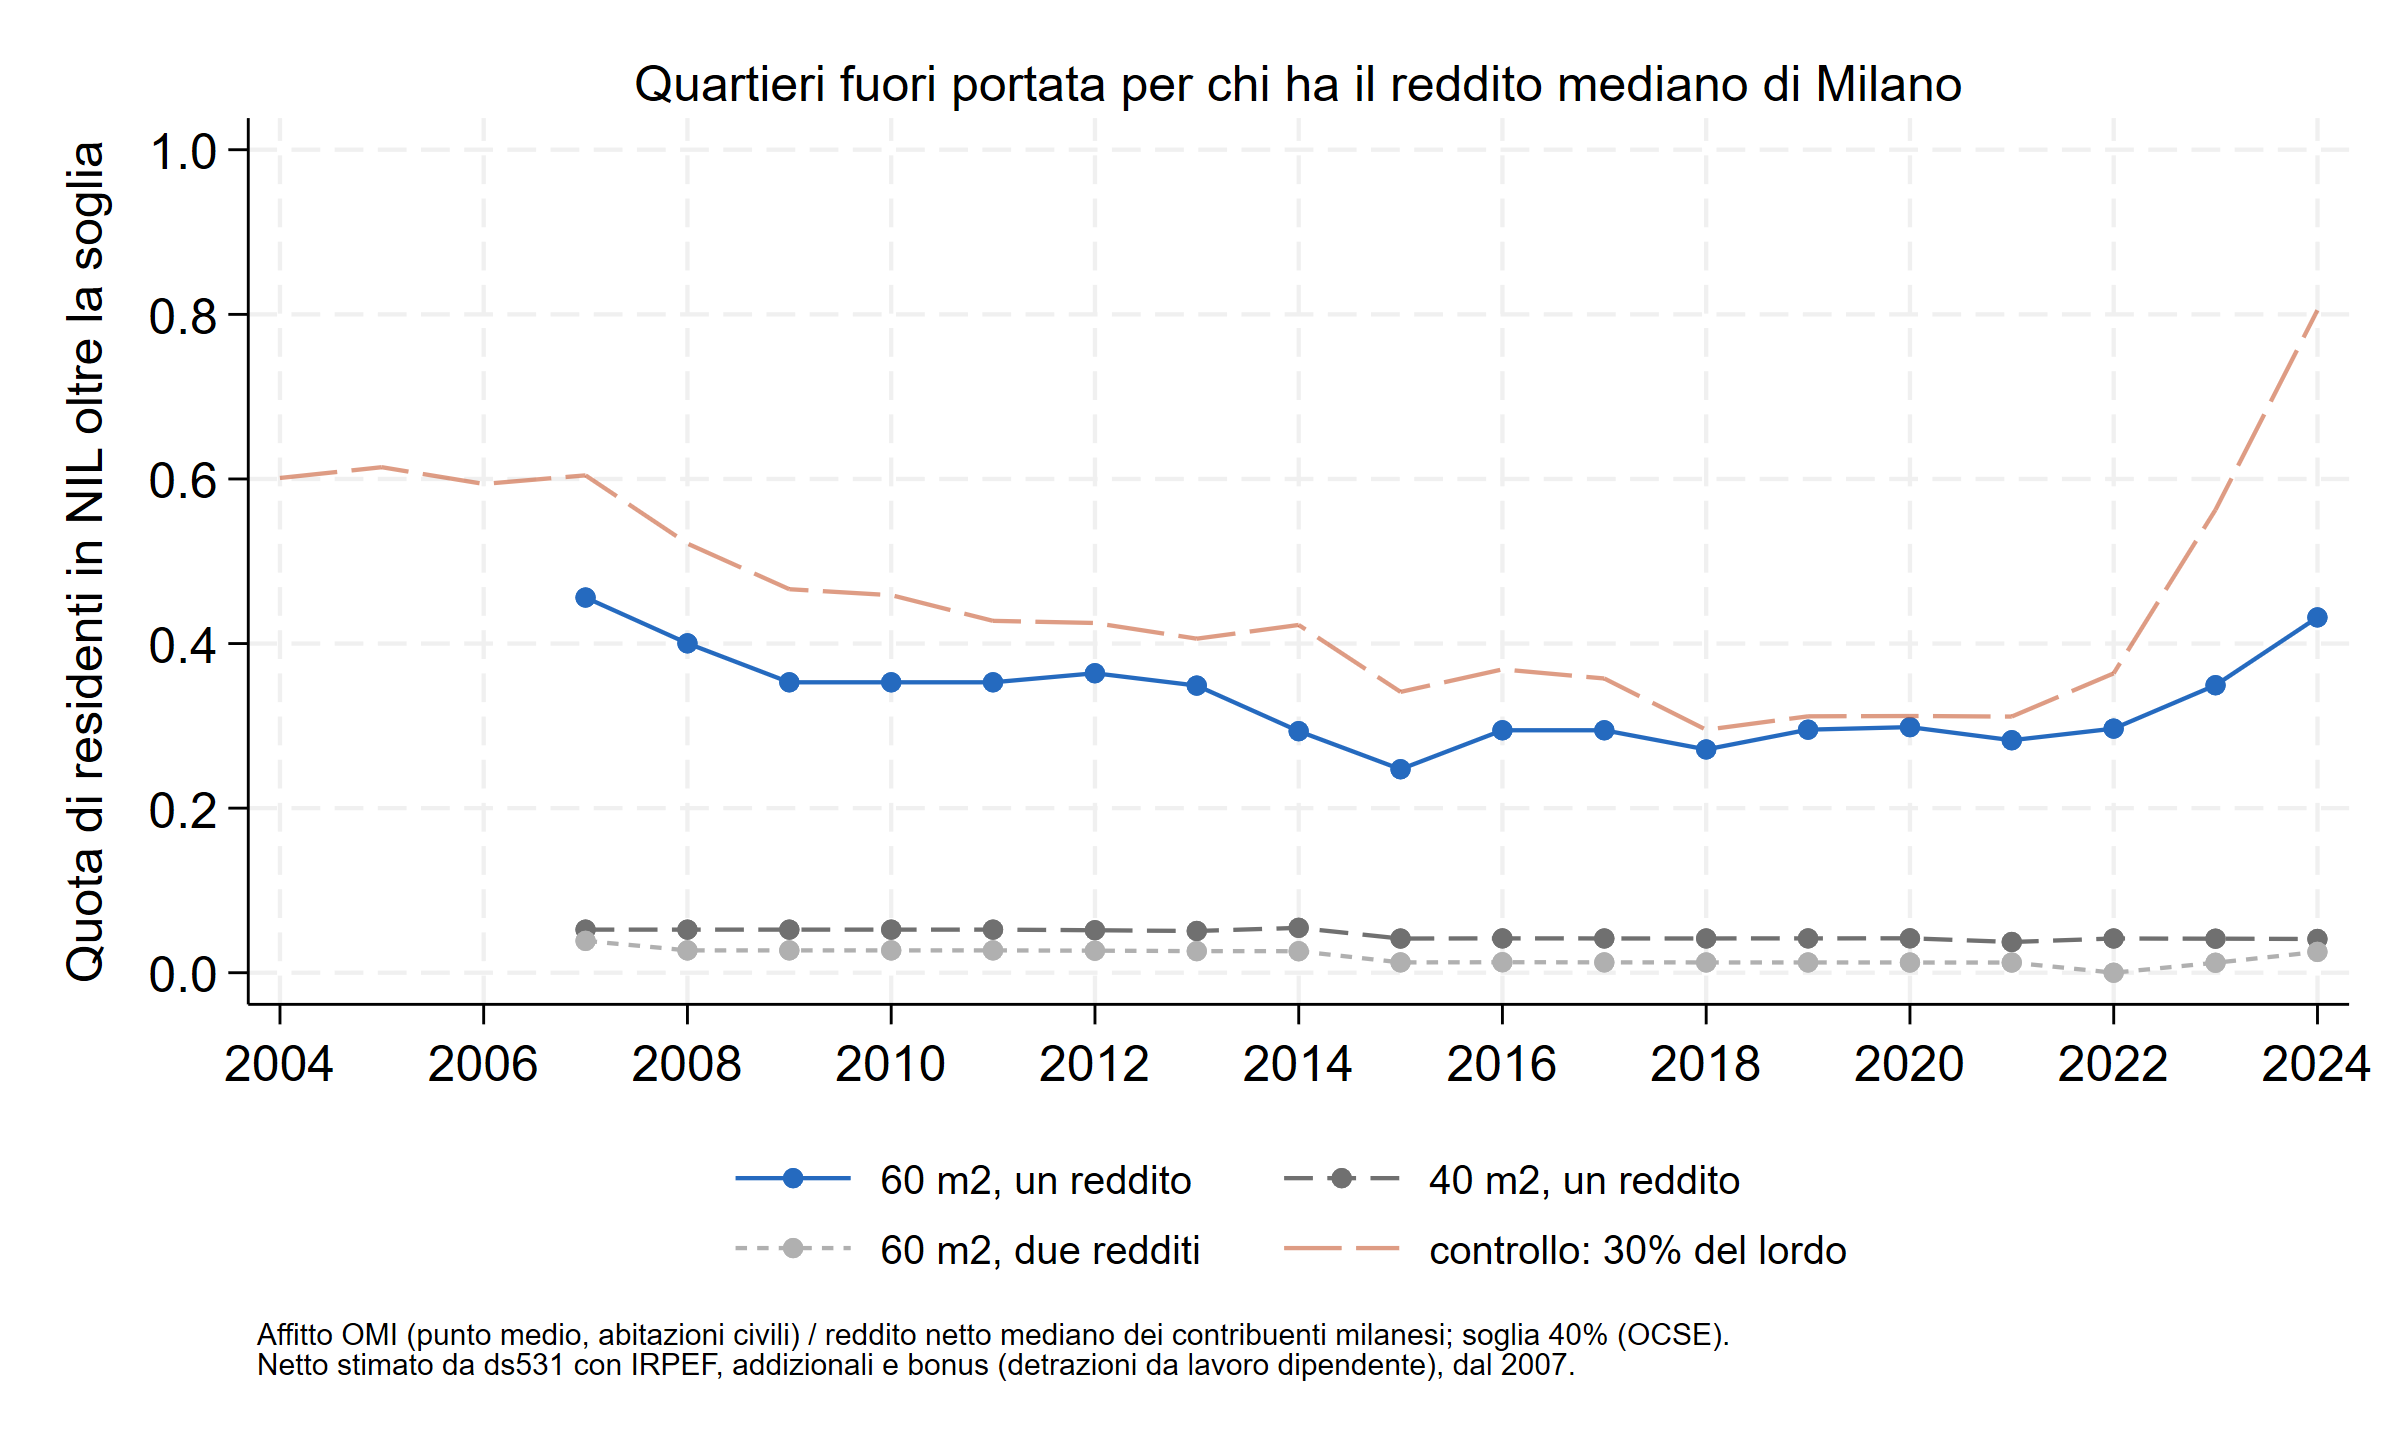 Quartieri fuori portata per chi ha il reddito mediano di Milano
Quota di residenti in NIL oltre la soglia
1.0
0.8
0.6
0.4
0.2
0.0
2004 2006 2008 2010 2012 2014 2016 2018 2020 2022 2024
60 m2, un reddito
40 m2, un reddito
60 m2, due redditi
controllo: 30% del lordo
Affitto OMI (punto medio, abitazioni civili) / reddito netto mediano dei contribuenti milanesi; soglia 40% (OCSE).
Netto stimato da ds531 con IRPEF, addizionali e bonus (detrazioni da lavoro dipendente), dal 2007.